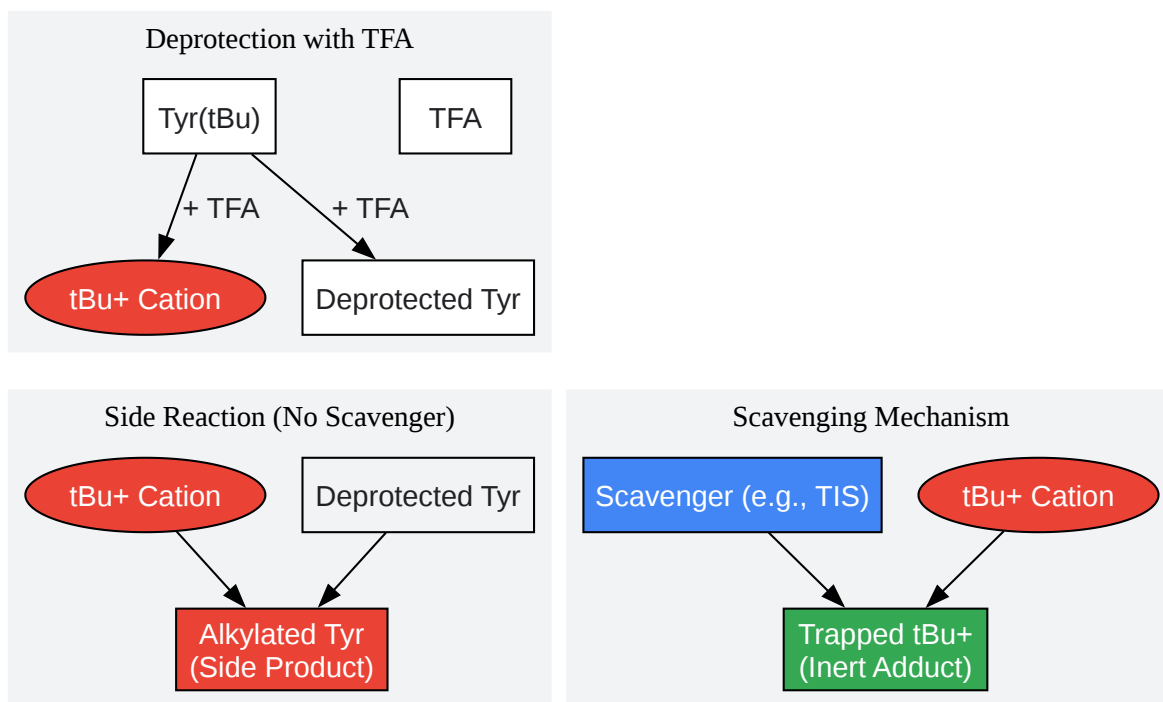 Deprotection with TFA
Tyr(tBu)
TFA
+ TFA
+ TFA
tBu+ Cation
Deprotected Tyr
Side Reaction (No Scavenger)
tBu+ Cation
Deprotected Tyr
Alkylated Tyr
(Side Product)
Scavenging Mechanism
Scavenger (e.g., TIS)
tBu+ Cation
Trapped tBu+
(Inert Adduct)